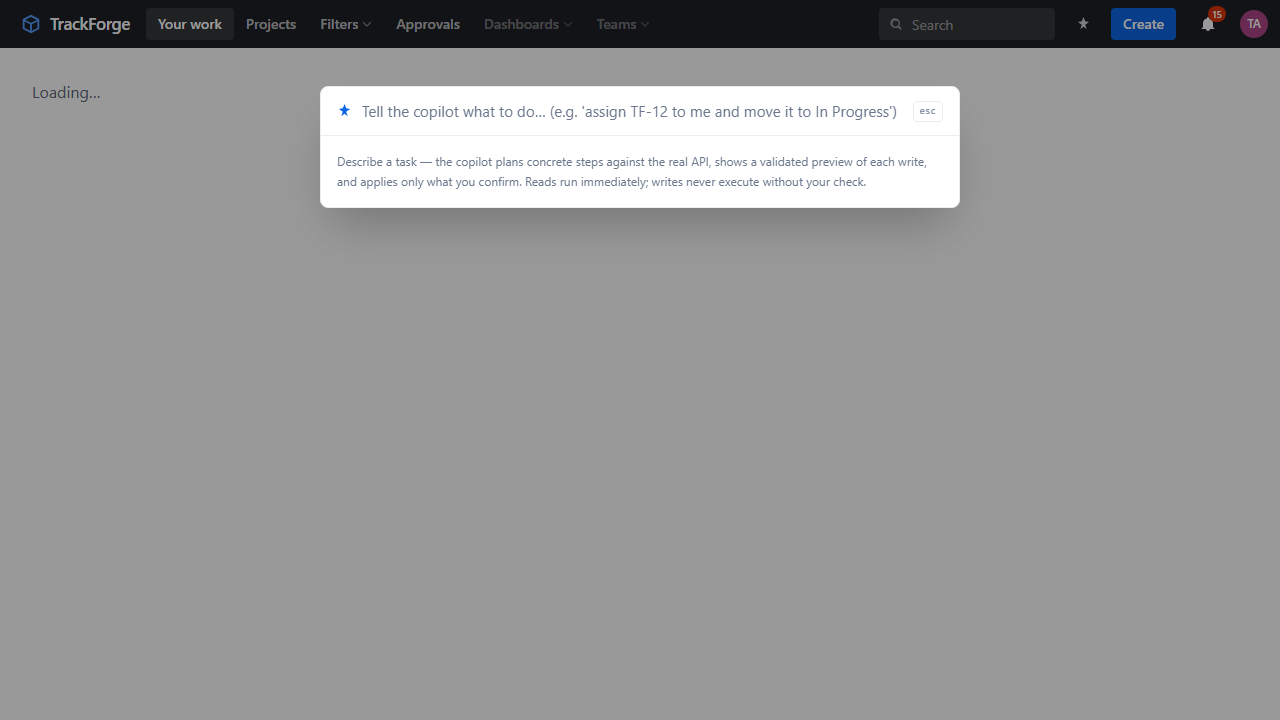 TrackForge Your work Projects Filters Approvals Dashboards Teams Search Create 15 TA
Loading...
Tell the copilot what to do... (e.g. 'assign TF-12 to me and move it to In Progress') esc
Describe a task — the copilot plans concrete steps against the real API, shows a validated preview of each write,
and applies only what you confirm. Reads run immediately; writes never execute without your check.